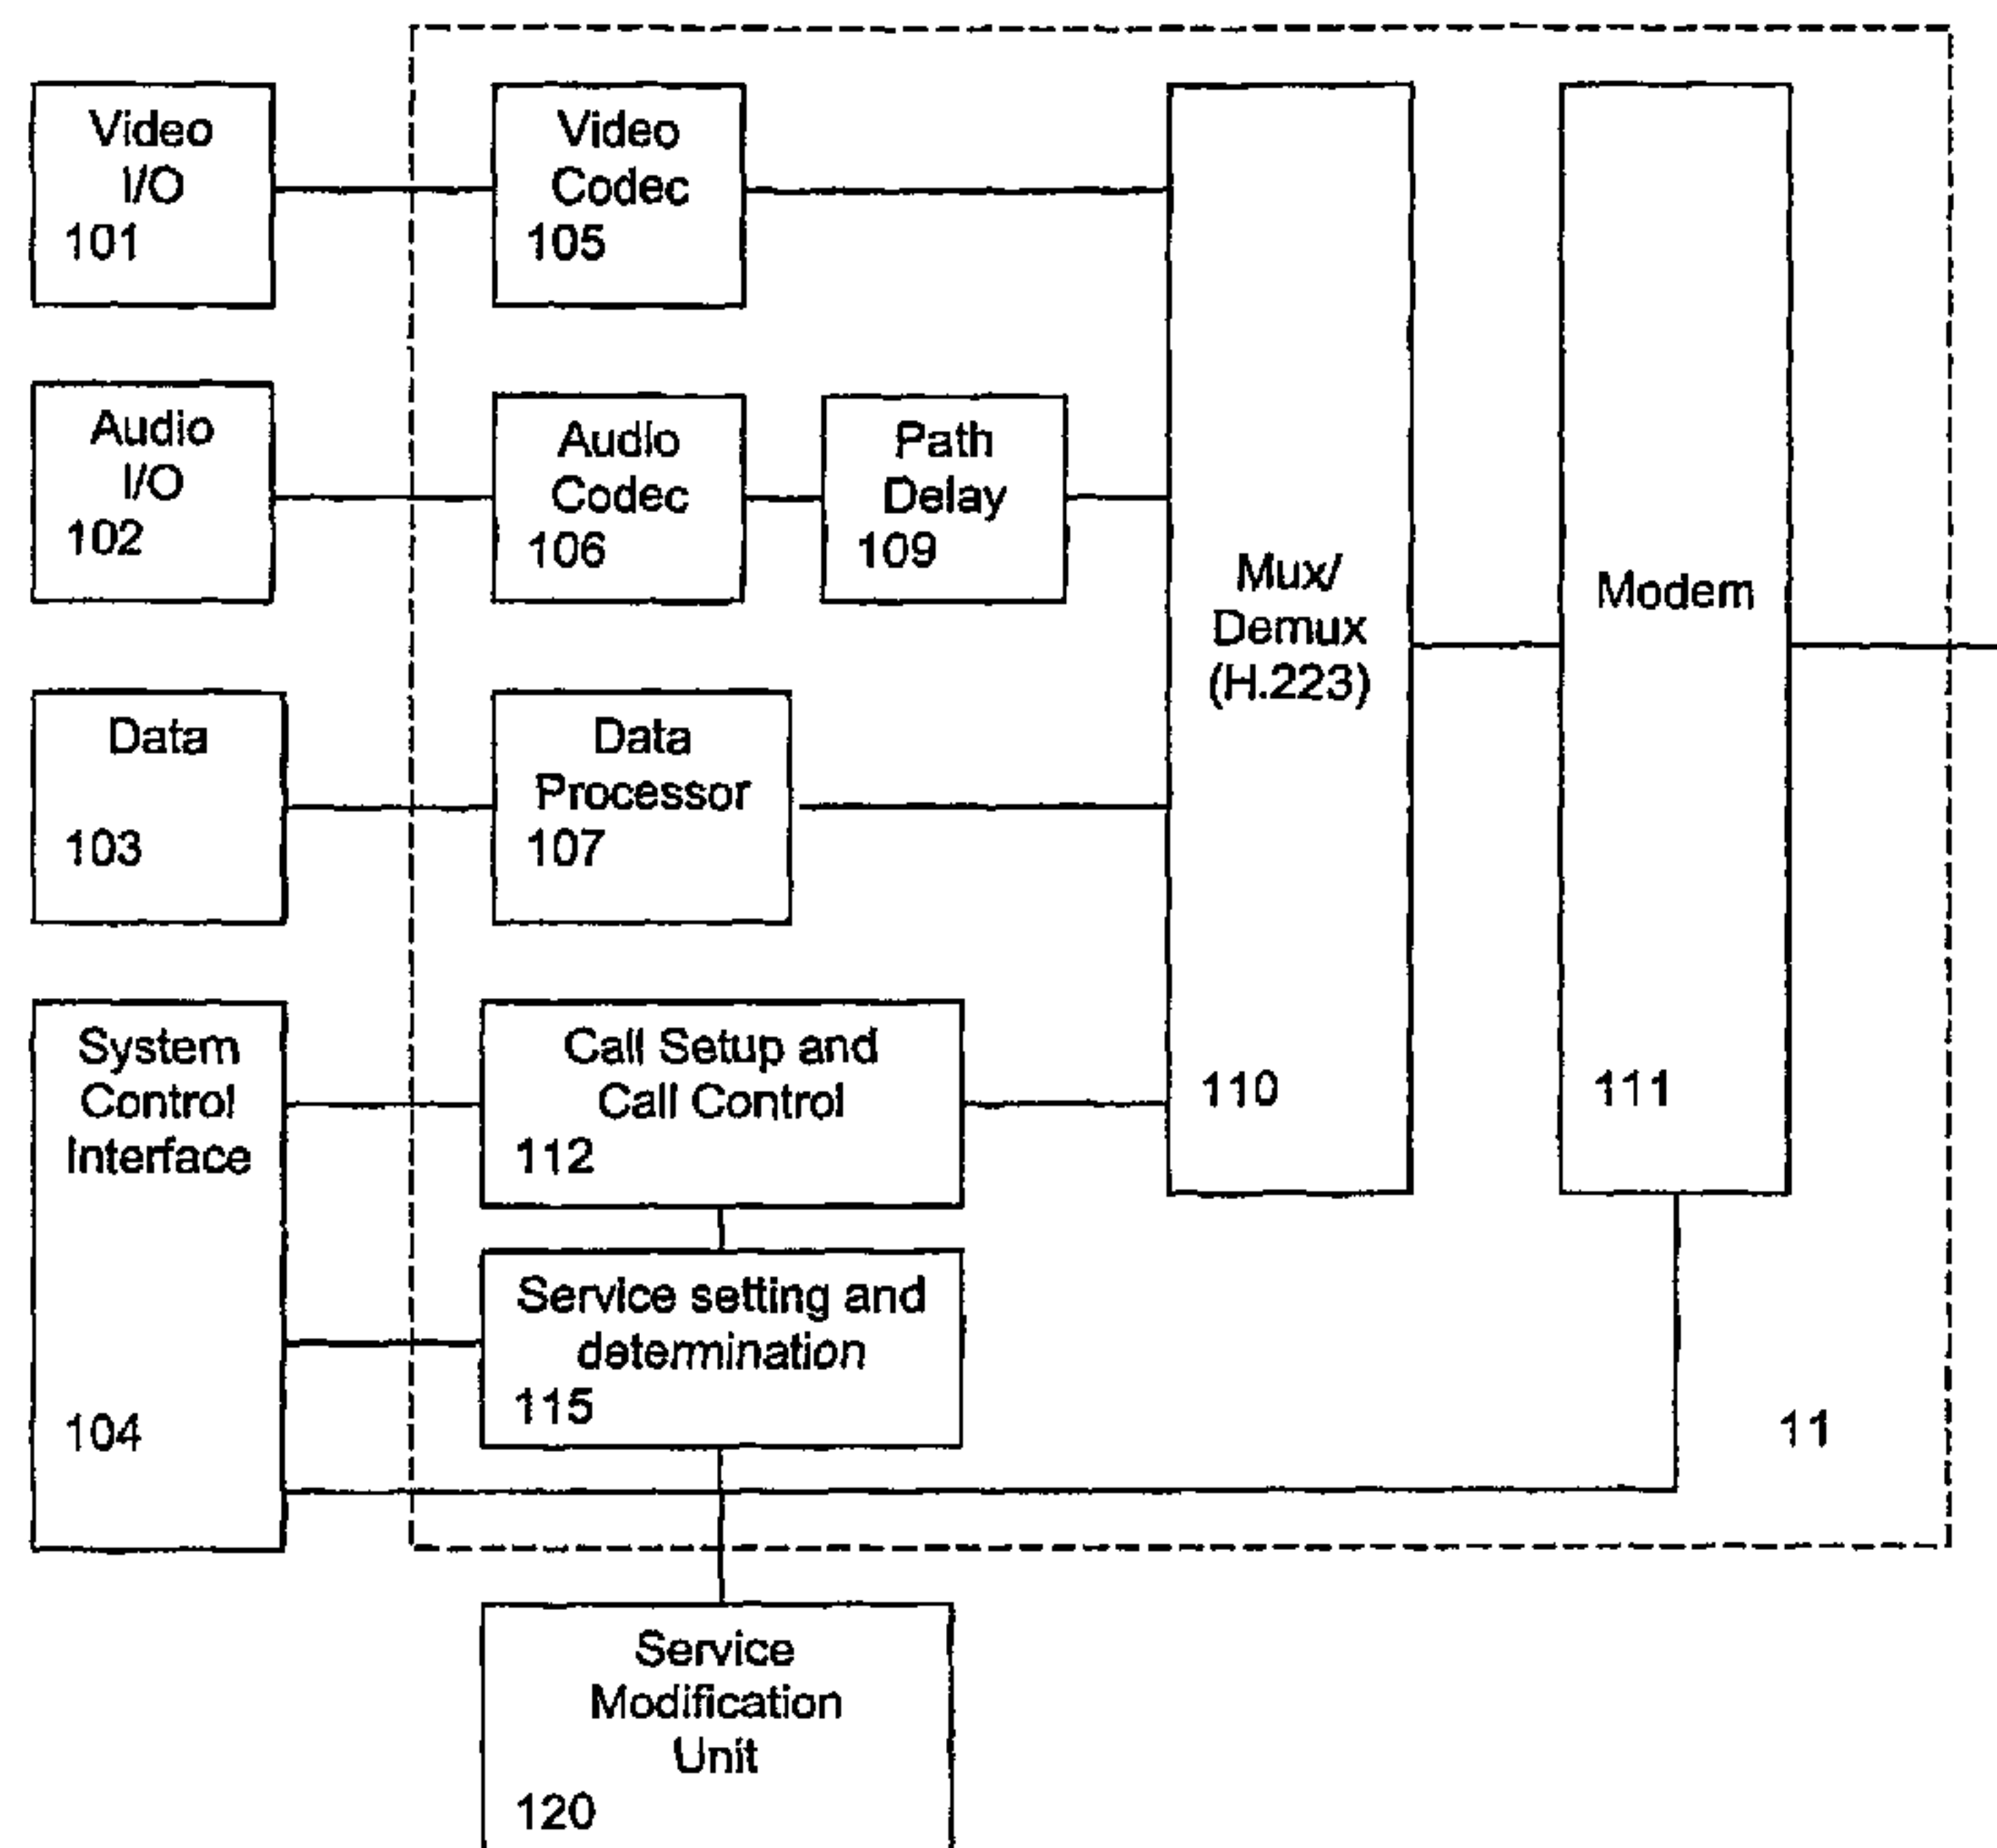 Video
I/O
101
Video
Codec
105
Audio
I/O
102
Audio
Codec
106
Path
Delay
109
Data
103
Data
Processor
107
Mux/
Demux
(H.223)
110
Modem
111
System
Control
Interface
104
Call Setup and
Call Control
112
Service setting and
determination
115
11
Service
Modification
Unit
120